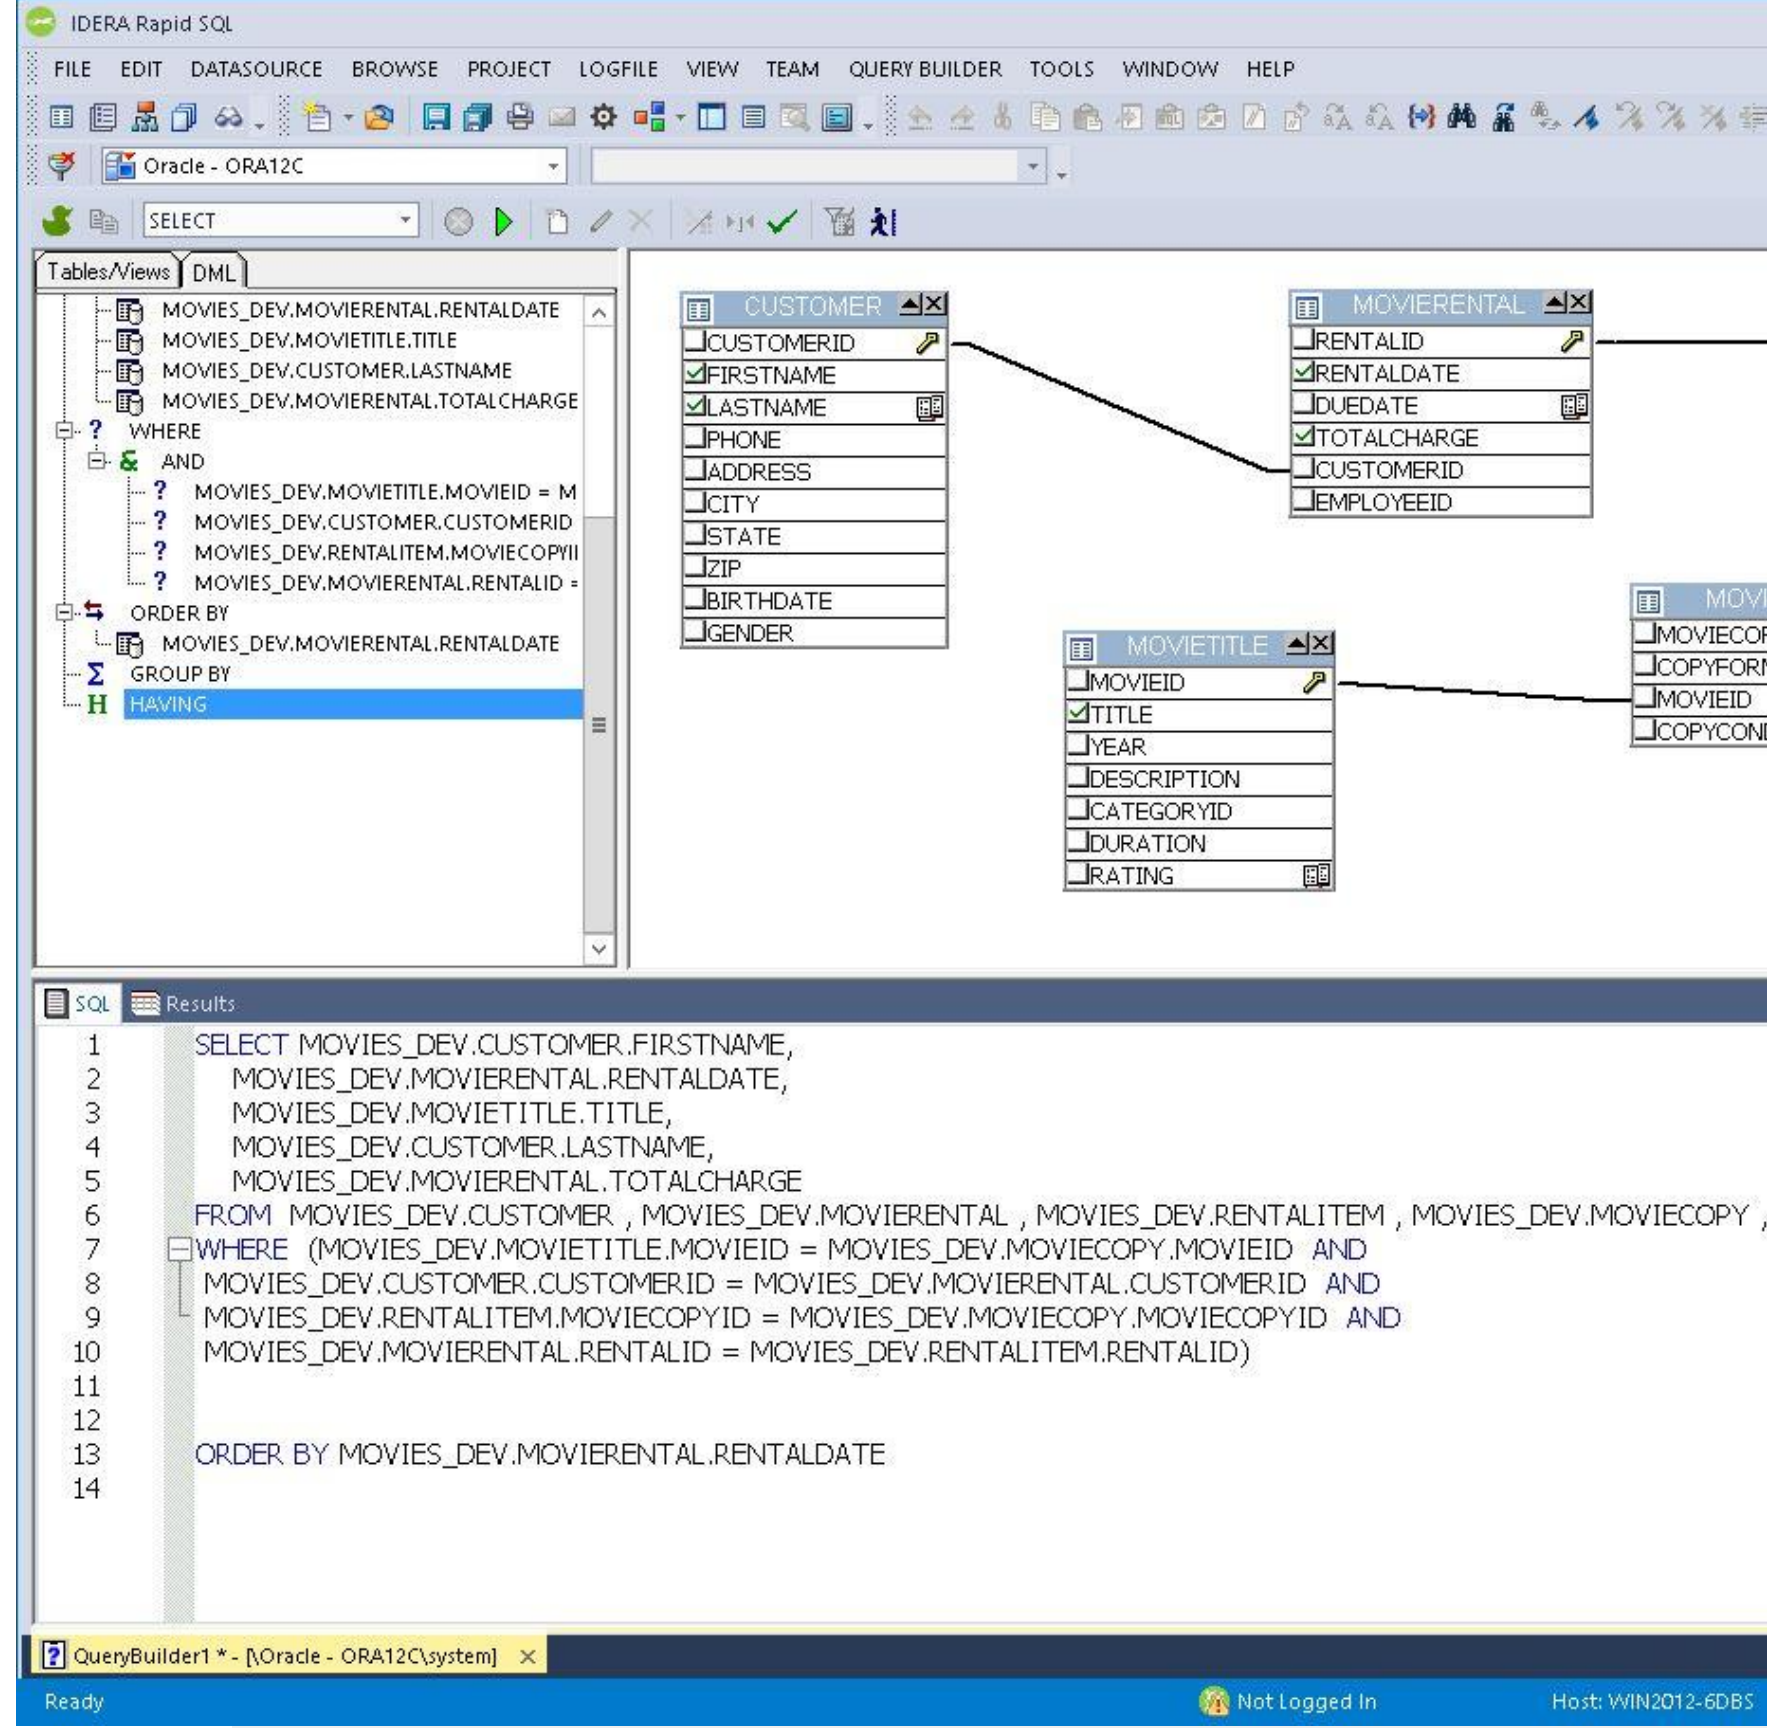 IDERA Rapid SQL
FILE EDIT DATASOURCE BROWSE PROJECT LOGFILE VIEW TEAM QUERY BUILDER TOOLS WINDOW HELP
Oracle - ORA12C
SELECT
Tables/Views DML
MOVIES_DEV.MOVIERENTAL.RENTALDATE
MOVIES_DEV.MOVIETITLE.TITLE
MOVIES_DEV.CUSTOMER.LASTNAME
MOVIES_DEV.MOVIERENTAL.TOTALCHARGE
? WHERE
& AND
? MOVIES_DEV.MOVIETITLE.MOVIEID = M
? MOVIES_DEV.CUSTOMER.CUSTOMERID
? MOVIES_DEV.RENTALITEM.MOVIECOPYI
? MOVIES_DEV.MOVIERENTAL.RENTALID =
ORDER BY
MOVIES_DEV.MOVIERENTAL.RENTALDATE
Σ GROUP BY
H HAVING
CUSTOMER
CUSTOMERID
FIRSTNAME
LASTNAME
PHONE
ADDRESS
CITY
STATE
ZIP
BIRTHDATE
GENDER
MOVIERENTAL
RENTALID
RENTALDATE
DUEDATE
TOTALCHARGE
CUSTOMERID
EMPLOYEEID
MOVIETITLE
MOVIEID
TITLE
YEAR
DESCRIPTION
CATEGORYID
DURATION
RATING
MOVI
MOVIECOP
COPYFORM
MOVIEID
COPYCOND
SQL Results
1 SELECT MOVIES_DEV.CUSTOMER.FIRSTNAME,
2 MOVIES_DEV.MOVIERENTAL.RENTALDATE,
3 MOVIES_DEV.MOVIETITLE.TITLE,
4 MOVIES_DEV.CUSTOMER.LASTNAME,
5 MOVIES_DEV.MOVIERENTAL.TOTALCHARGE
6 FROM MOVIES_DEV.CUSTOMER , MOVIES_DEV.MOVIERENTAL , MOVIES_DEV.RENTALITEM , MOVIES_DEV.MOVIECOPY ,
7 WHERE (MOVIES_DEV.MOVIETITLE.MOVIEID = MOVIES_DEV.MOVIECOPY.MOVIEID AND
8 MOVIES_DEV.CUSTOMER.CUSTOMERID = MOVIES_DEV.MOVIERENTAL.CUSTOMERID AND
9 MOVIES_DEV.RENTALITEM.MOVIECOPYID = MOVIES_DEV.MOVIECOPY.MOVIECOPYID AND
10 MOVIES_DEV.MOVIERENTAL.RENTALID = MOVIES_DEV.RENTALITEM.RENTALID)
11
12
13 ORDER BY MOVIES_DEV.MOVIERENTAL.RENTALDATE
14
QueryBuilder1 * - [\Oracle - ORA12C\system]
Ready Not Logged In Host: WIN2012-6DBS